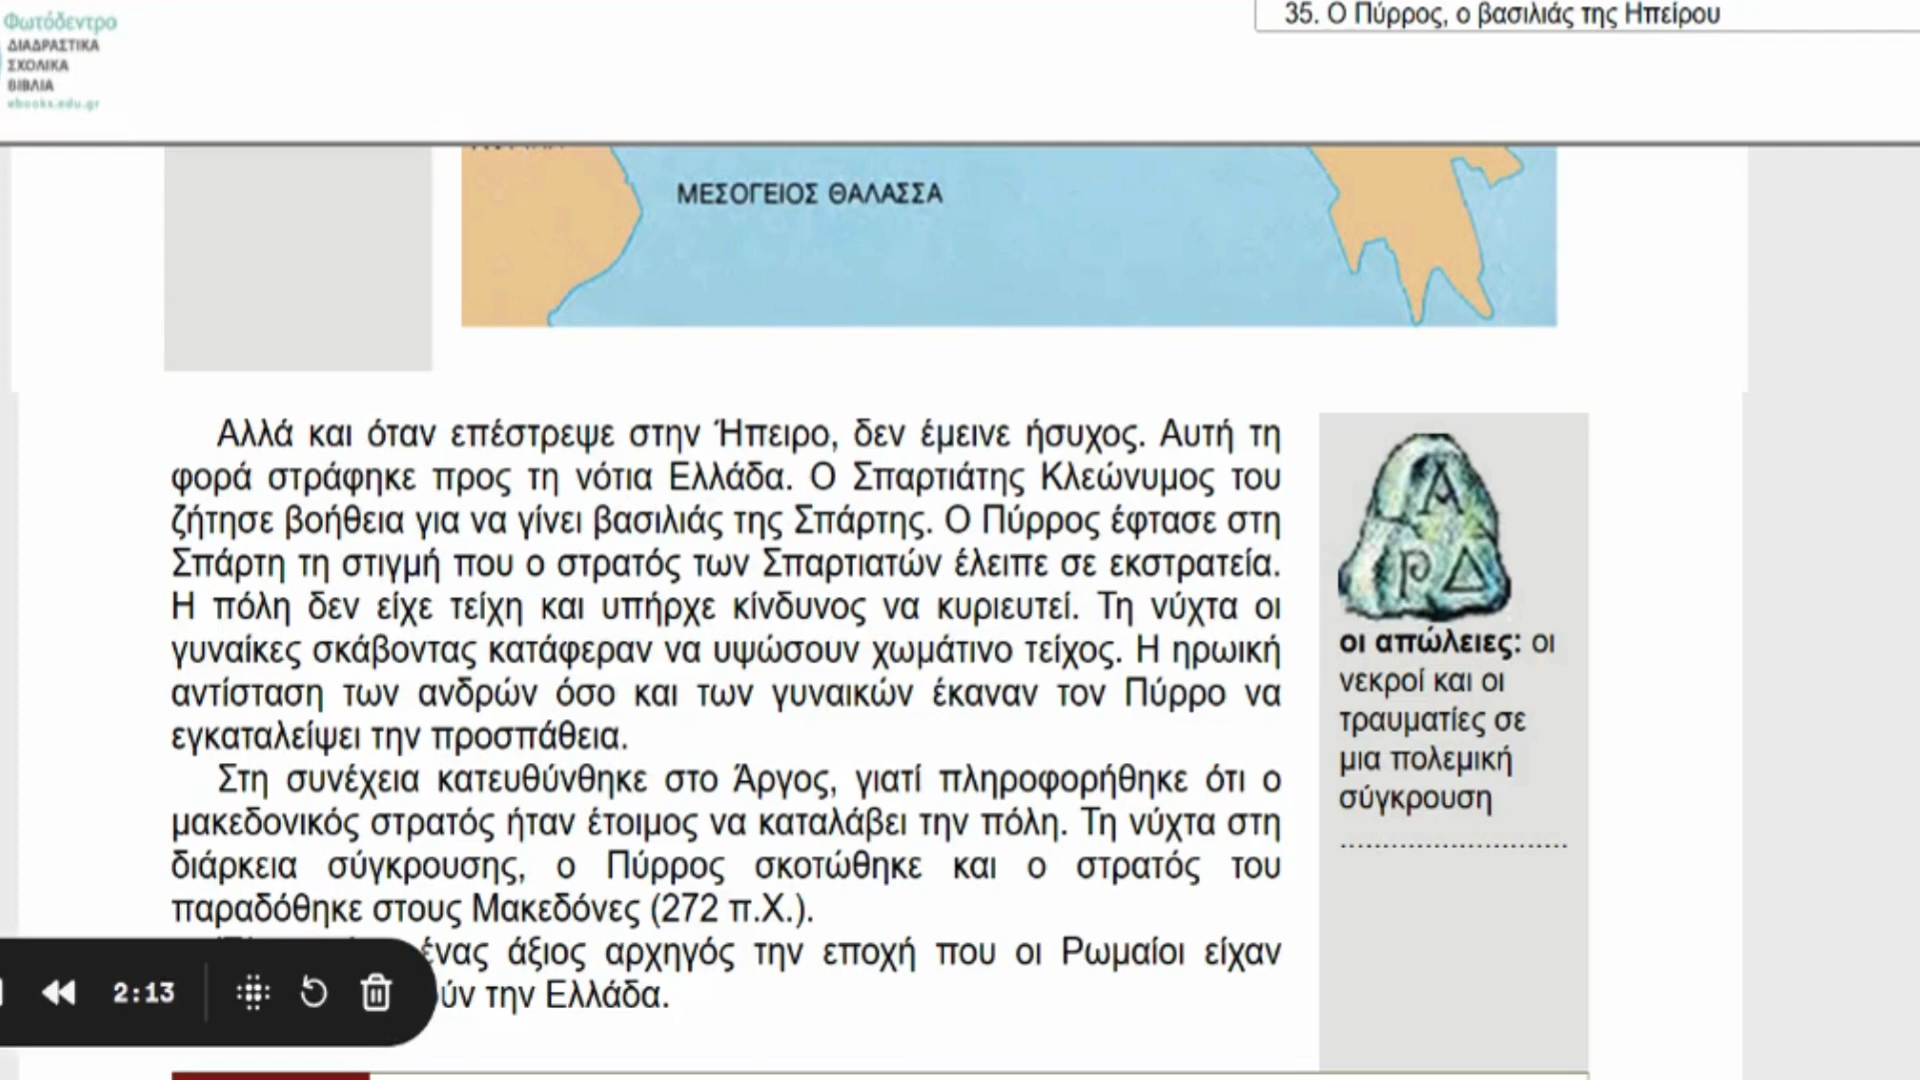 Φωτόδεντρο
ΔΙΑΔΡΑΣΤΙΚΑ
ΣΧΟΛΙΚΑ
ΒΙΒΛΙΑ
ebooks.edu.gr
35. Ο Πύρρος, ο βασιλιάς της Ηπείρου
ΜΕΣΟΓΕΙΟΣ ΘΑΛΑΣΣΑ
Αλλά και όταν επέστρεψε στην Ήπειρο, δεν έμεινε ήσυχος. Αυτή τη
φορά στράφηκε προς τη νότια Ελλάδα. Ο Σπαρτιάτης Κλεώνυμος του
ζήτησε βοήθεια για να γίνει βασιλιάς της Σπάρτης. Ο Πύρρος έφτασε στη
Σπάρτη τη στιγμή που ο στρατός των Σπαρτιατών έλειπε σε εκστρατεία.
Η πόλη δεν είχε τείχη και υπήρχε κίνδυνος να κυριευτεί. Τη νύχτα οι
γυναίκες σκάβοντας κατάφεραν να υψώσουν χωμάτινο τείχος. Η ηρωική
αντίσταση των ανδρών όσο και των γυναικών έκαναν τον Πύρρο να
εγκαταλείψει την προσπάθεια.
Στη συνέχεια κατευθύνθηκε στο Άργος, γιατί πληροφορήθηκε ότι ο
μακεδονικός στρατός ήταν έτοιμος να καταλάβει την πόλη. Τη νύχτα στη
διάρκεια σύγκρουσης, ο Πύρρος σκοτώθηκε και ο στρατός του
παραδόθηκε στους Μακεδόνες (272 π.Χ.).
ένας άξιος αρχηγός την εποχή που οι Ρωμαίοι είχαν
ούν την Ελλάδα.
Α
Ρ Δ
οι απώλειες: οι
νεκροί και οι
τραυματίες σε
μια πολεμική
σύγκρουση
..........................
2:13